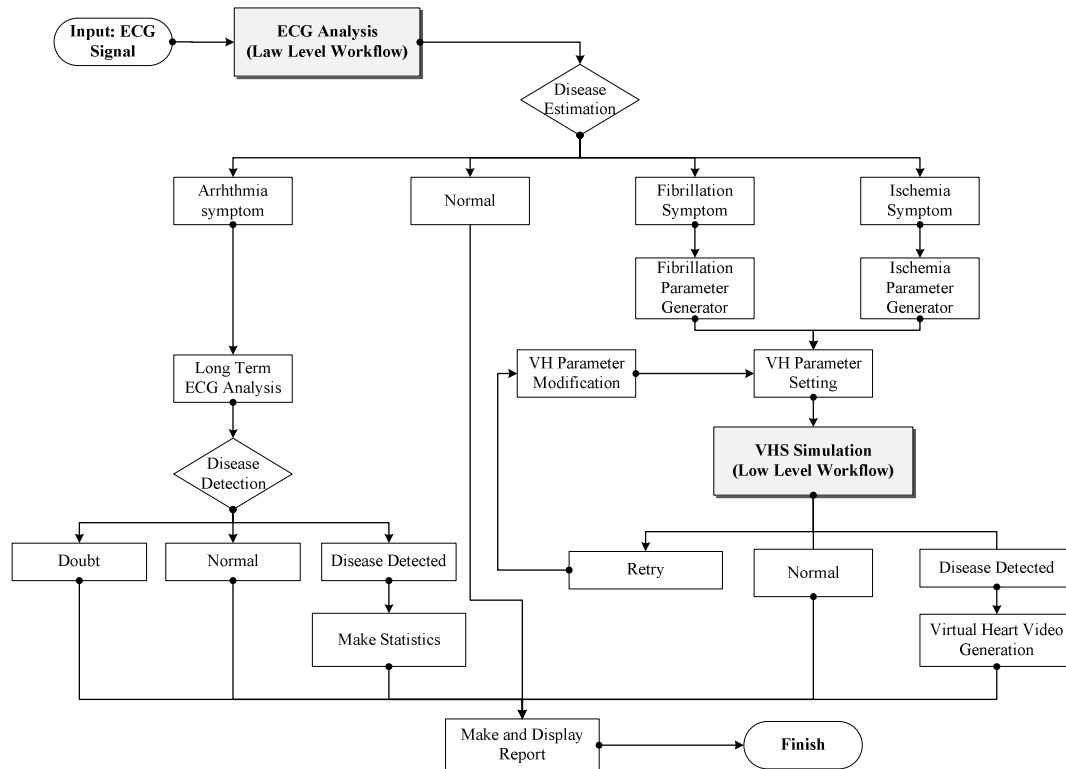 Input: ECG
Signal
ECG Analysis
(Law Level Workflow)
Disease
Estimation
Arrhthmia
symptom
Normal
Fibrillation
Symptom
Ischemia
Symptom
Fibrillation
Parameter
Generator
Ischemia
Parameter
Generator
Long Term
ECG Analysis
VH Parameter
Modification
VH Parameter
Setting
VHS Simulation
(Low Level Workflow)
Disease
Detection
Doubt
Normal
Disease Detected
Retry
Normal
Disease Detected
Make Statistics
Virtual Heart Video
Generation
Make and Display
Report
Finish